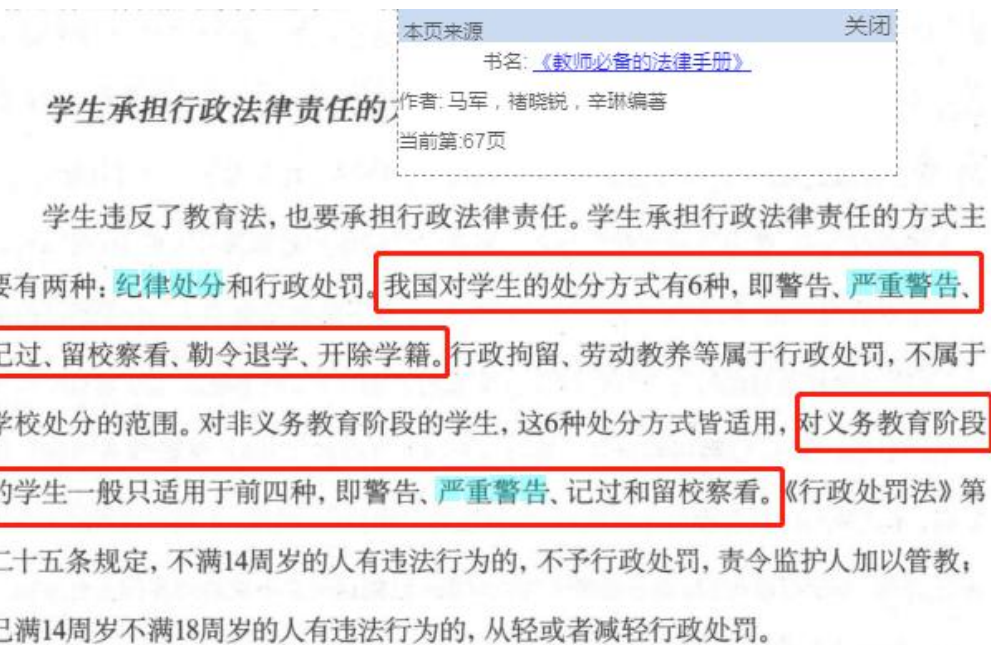 本页来源 关闭
书名:《教师必备的法律手册》
作者:马军，褚晓锐，辛琳编著
当前第:67页
学生承担行政法律责任的
学生违反了教育法，也要承担行政法律责任。学生承担行政法律责任的方式主
要有两种：纪律处分和行政处罚。我国对学生的处分方式有6种，即警告、严重警告、
记过、留校察看、勒令退学、开除学籍。行政拘留、劳动教养等属于行政处罚，不属于
学校处分的范围。对非义务教育阶段的学生，这6种处分方式皆适用，对义务教育阶段
的学生一般只适用于前四种，即警告、严重警告、记过和留校察看。《行政处罚法》第
二十五条规定，不满14周岁的人有违法行为的，不予行政处罚，责令监护人加以管教；
已满14周岁不满18周岁的人有违法行为的，从轻或者减轻行政处罚。